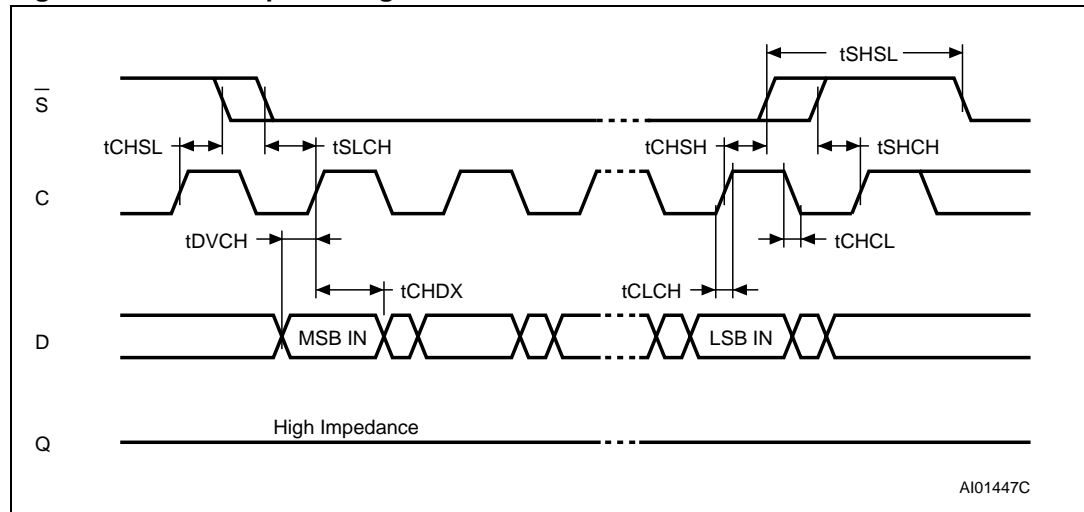 tSHSL
S
tCHSL
tSLCH
tCHSH
tSHCH
C
tDVCH
tCHCL
tCHDX
tCLCH
D
MSB IN
LSB IN
High Impedance
Q
AI01447C